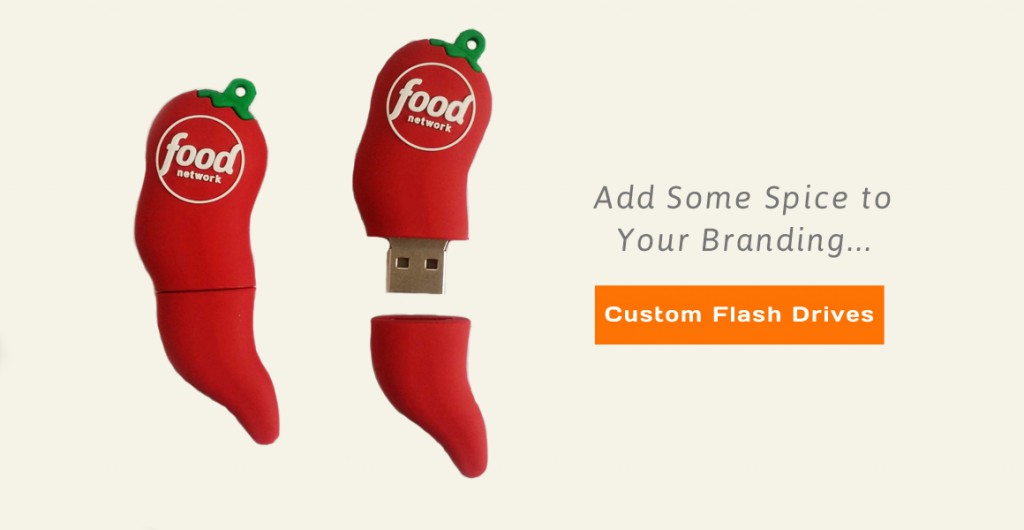 food
network
food
network
Add Some Spice to
Your Branding...
Custom Flash Drives